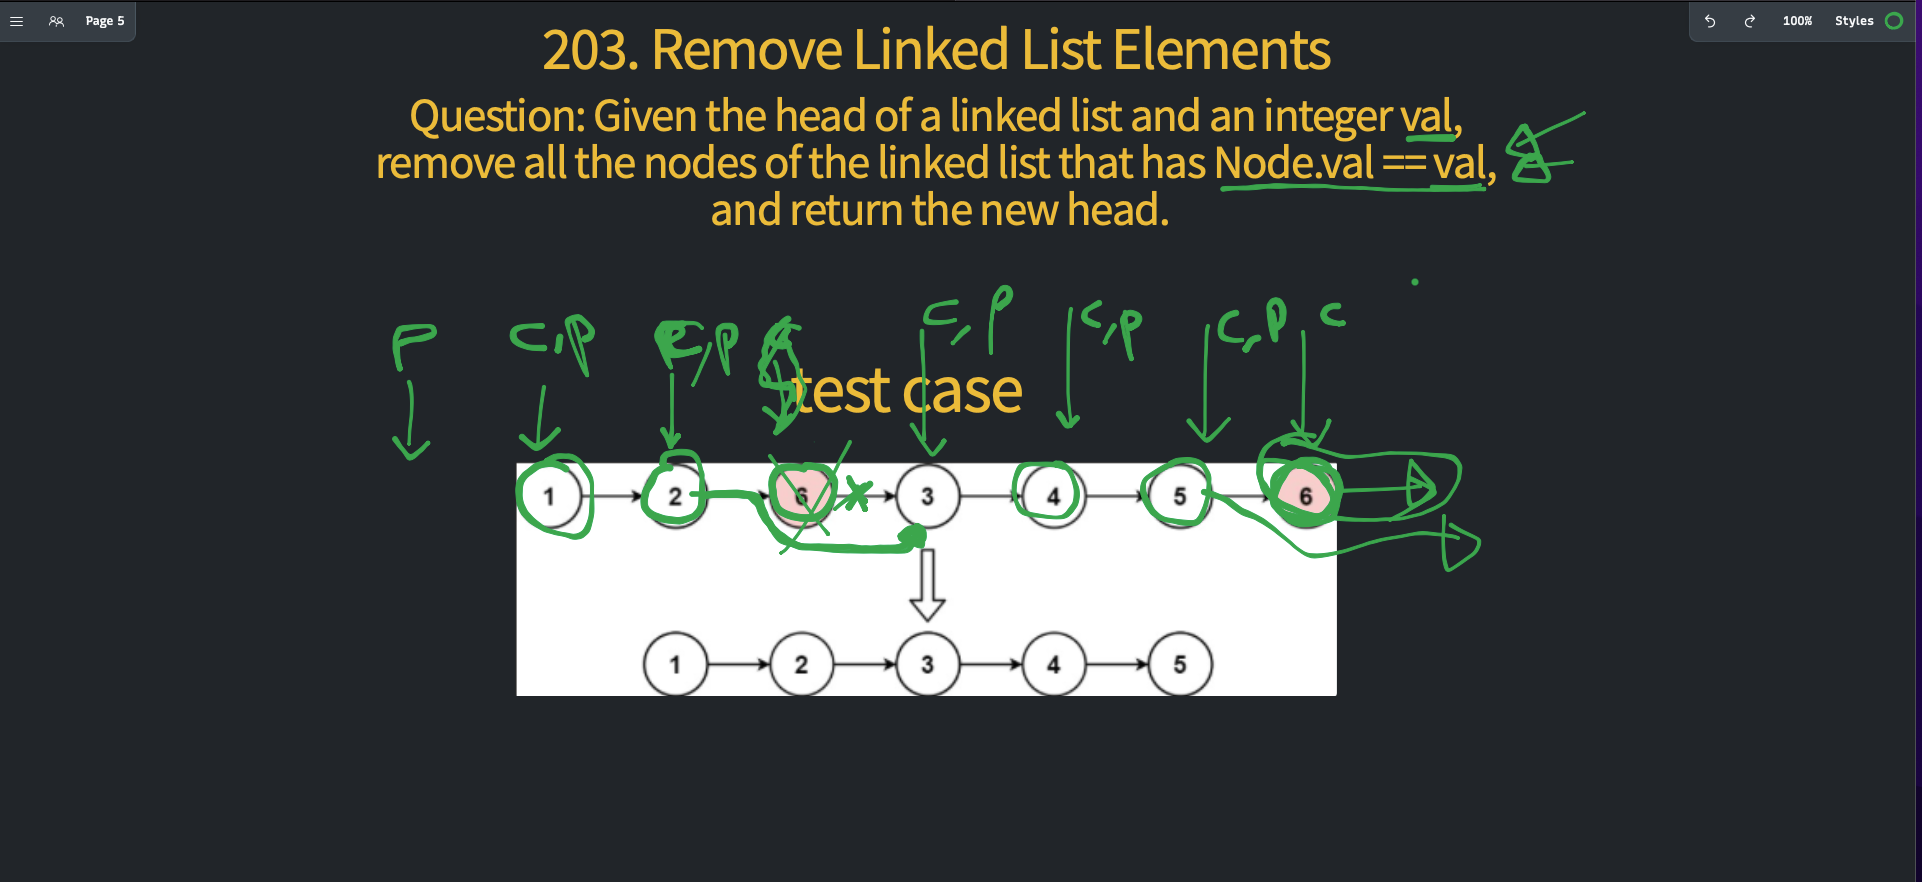 Page 5
100% Styles
203. Remove Linked List Elements
Question: Given the head of a linked list and an integer val,
remove all the nodes of the linked list that has Node.val == val,
and return the new head.
P C,P C,P C,P C,P C,P C
test case
1 2 6 3 4 5 6
1 2 3 4 5